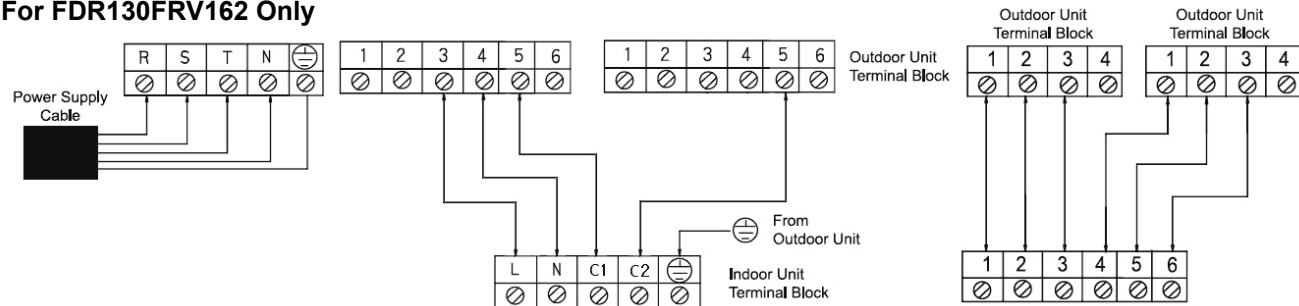 For FDR130FRV162 Only
R S T N
Power Supply
Cable
1 2 3 4 5 6
1 2 3 4 5 6
Outdoor Unit
Terminal Block
From
Outdoor Unit
L N C1 C2
Indoor Unit
Terminal Block
Outdoor Unit
Terminal Block
1 2 3 4
Outdoor Unit
Terminal Block
1 2 3 4
1 2 3 4 5 6